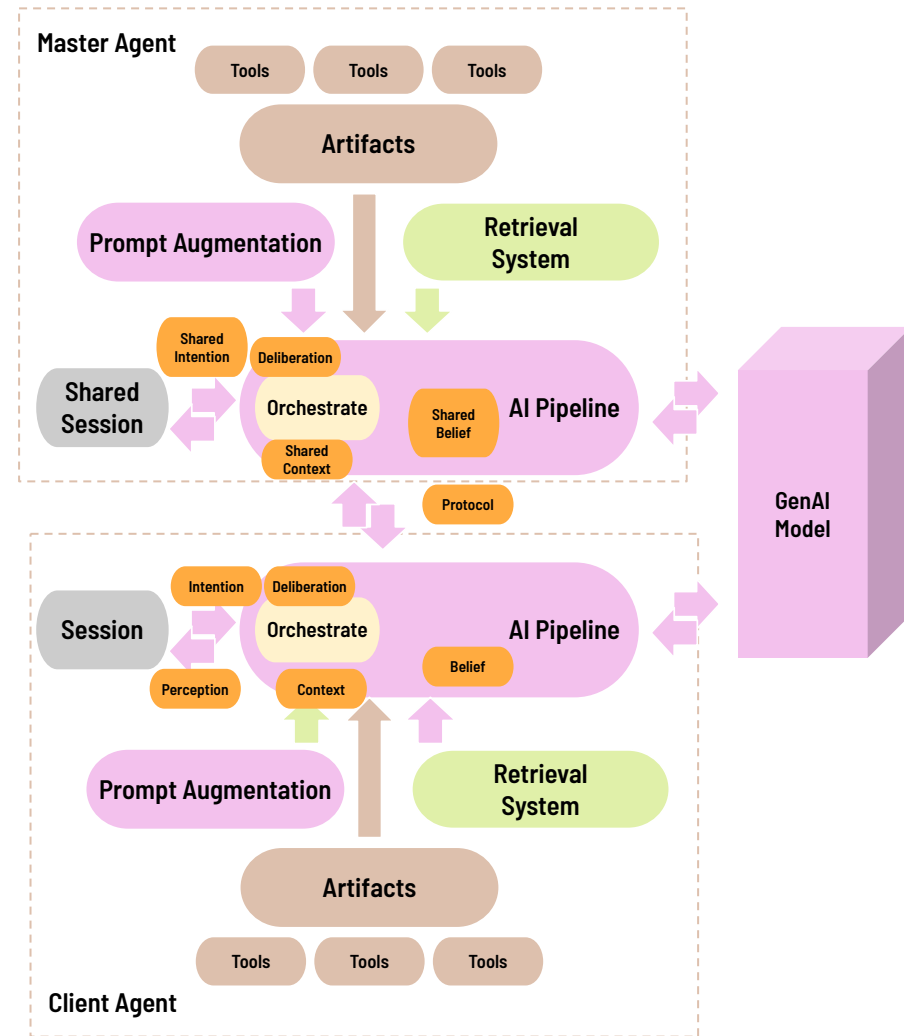 Master Agent
Tools
Tools
Tools
Artifacts
Prompt Augmentation
Retrieval
System
Shared
Intention
Deliberation
Shared
Session
Orchestrate
Shared
Belief
AI Pipeline
Shared
Context
Protocol
GenAI
Model
Intention
Deliberation
Session
Orchestrate
AI Pipeline
Belief
Perception
Context
Prompt Augmentation
Retrieval
System
Artifacts
Tools
Tools
Tools
Client Agent